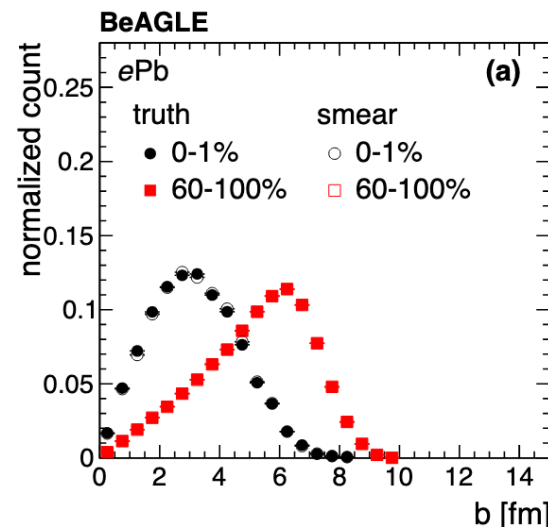 BeAGLE
ePb (a)
truth smear
0-1% 0-1%
60-100% 60-100%
normalized count
0.25
0.2
0.15
0.1
0.05
0
0 2 4 6 8 10 12 14
b [fm]